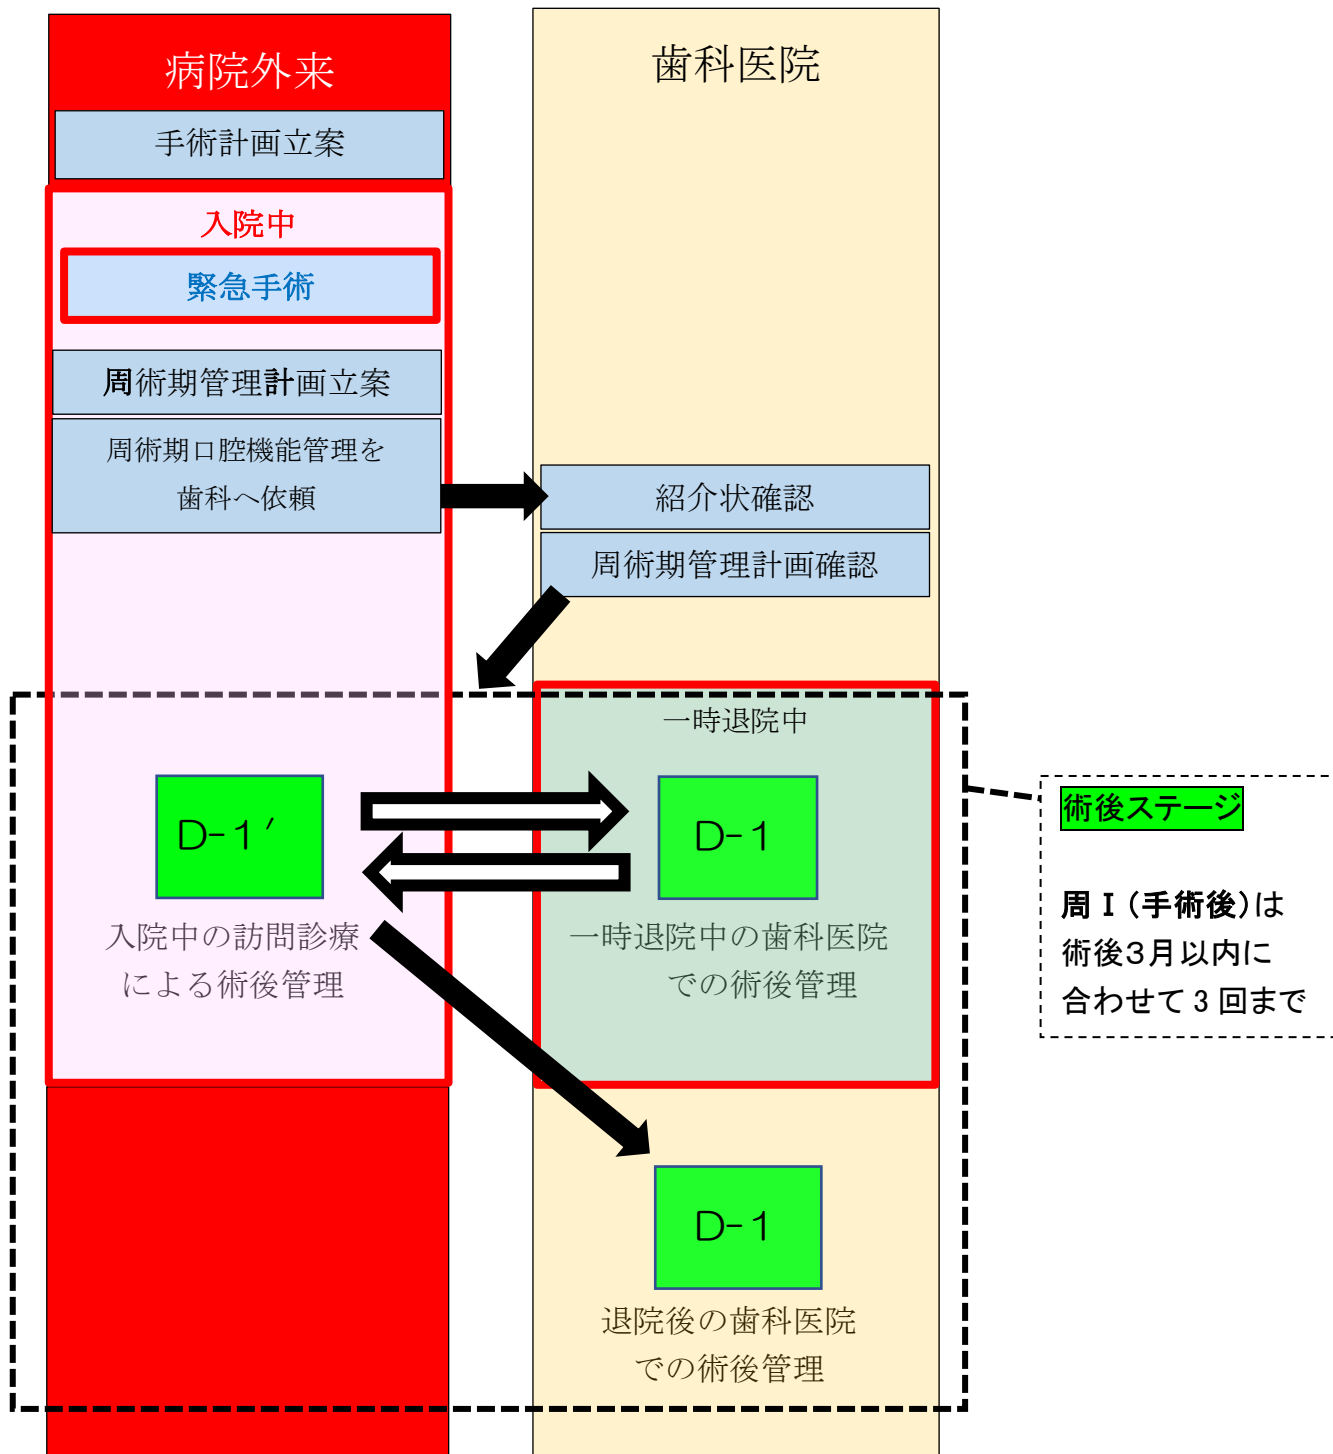 病院外来
手術計画立案
入院中
緊急手術
周術期管理計画立案
周術期口腔機能管理を
歯科へ依頼
歯科医院
紹介状確認
周術期管理計画確認
一時退院中
D-1′
入院中の訪問診療
による術後管理
D-1
一時退院中の歯科医院
での術後管理
D-1
退院後の歯科医院
での術後管理
術後ステージ
周Ⅰ(手術後)は
術後3月以内に
合わせて3回まで